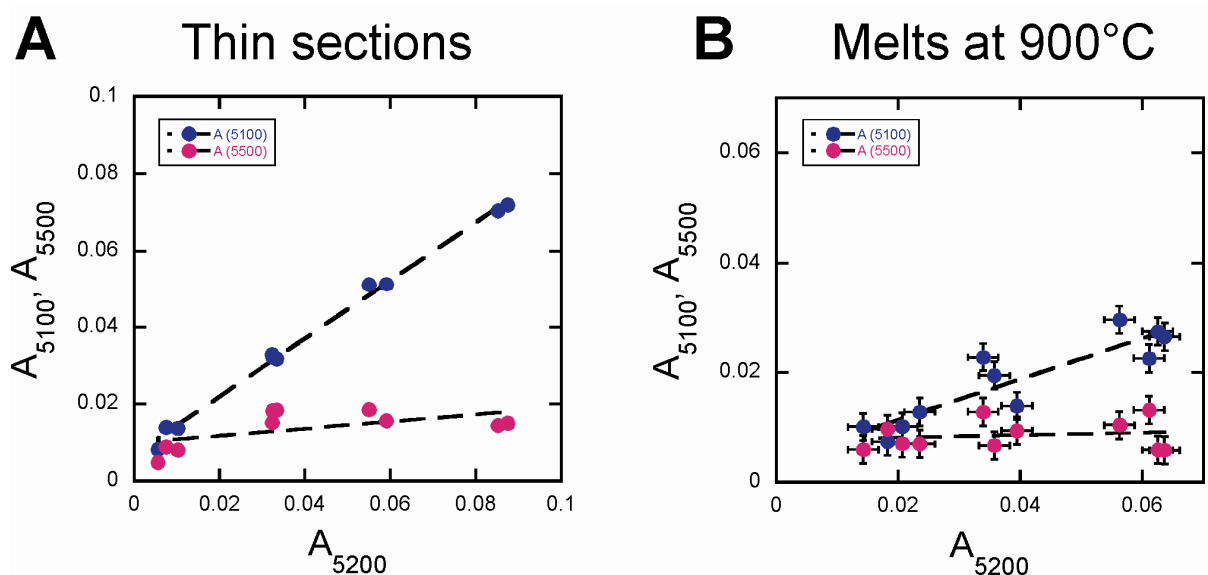 A Thin sections
A (5100)
A (5500)
0.1
0.08
0.06
0.04
0.02
0
A5100, A5500
0 0.02 0.04 0.06 0.08 0.1
A5200
B Melts at 900°C
A (5100)
A (5500)
0.06
0.04
0.02
0
A5100, A5500
0 0.02 0.04 0.06
A5200